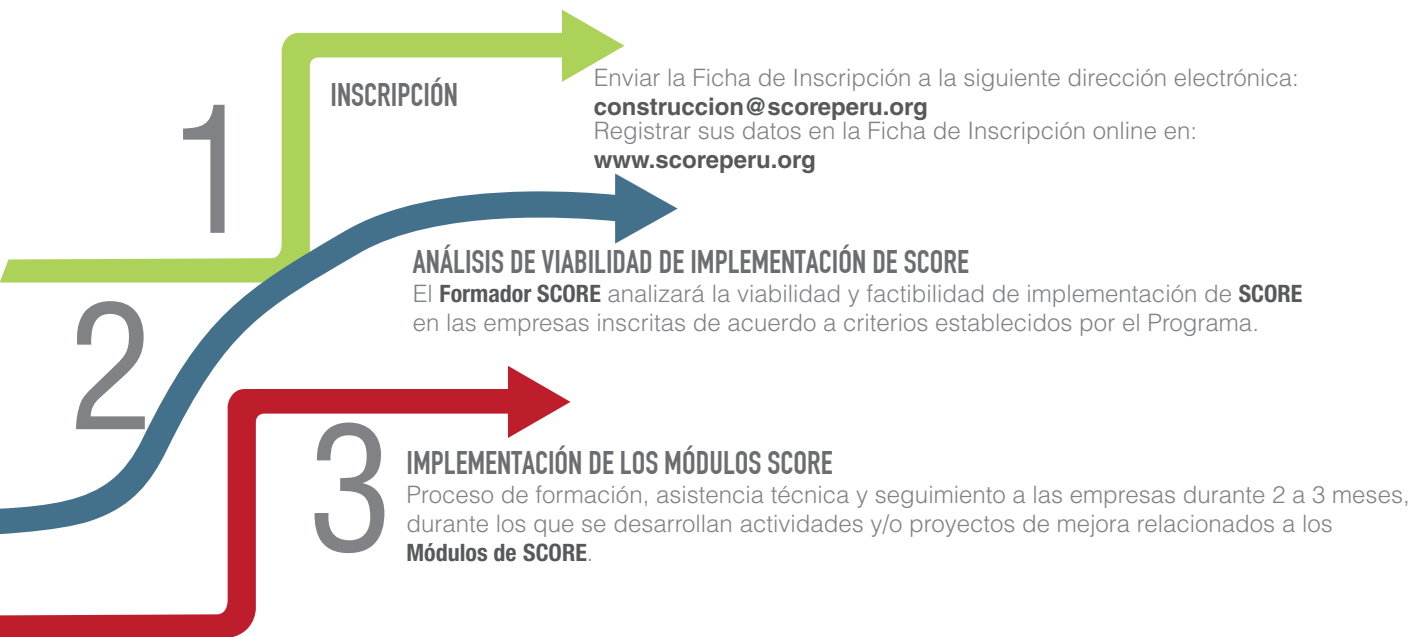 1
INSCRIPCIÓN
Enviar la Ficha de Inscripción a la siguiente dirección electrónica:
construccion@scoreperu.org
Registrar sus datos en la Ficha de Inscripción online en:
www.scoreperu.org
2
ANÁLISIS DE VIABILIDAD DE IMPLEMENTACIÓN DE SCORE
El Formador SCORE analizará la viabilidad y factibilidad de implementación de SCORE
en las empresas inscritas de acuerdo a criterios establecidos por el Programa.
3
IMPLEMENTACIÓN DE LOS MÓDULOS SCORE
Proceso de formación, asistencia técnica y seguimiento a las empresas durante 2 a 3 meses,
durante los que se desarrollan actividades y/o proyectos de mejora relacionados a los
Módulos de SCORE.